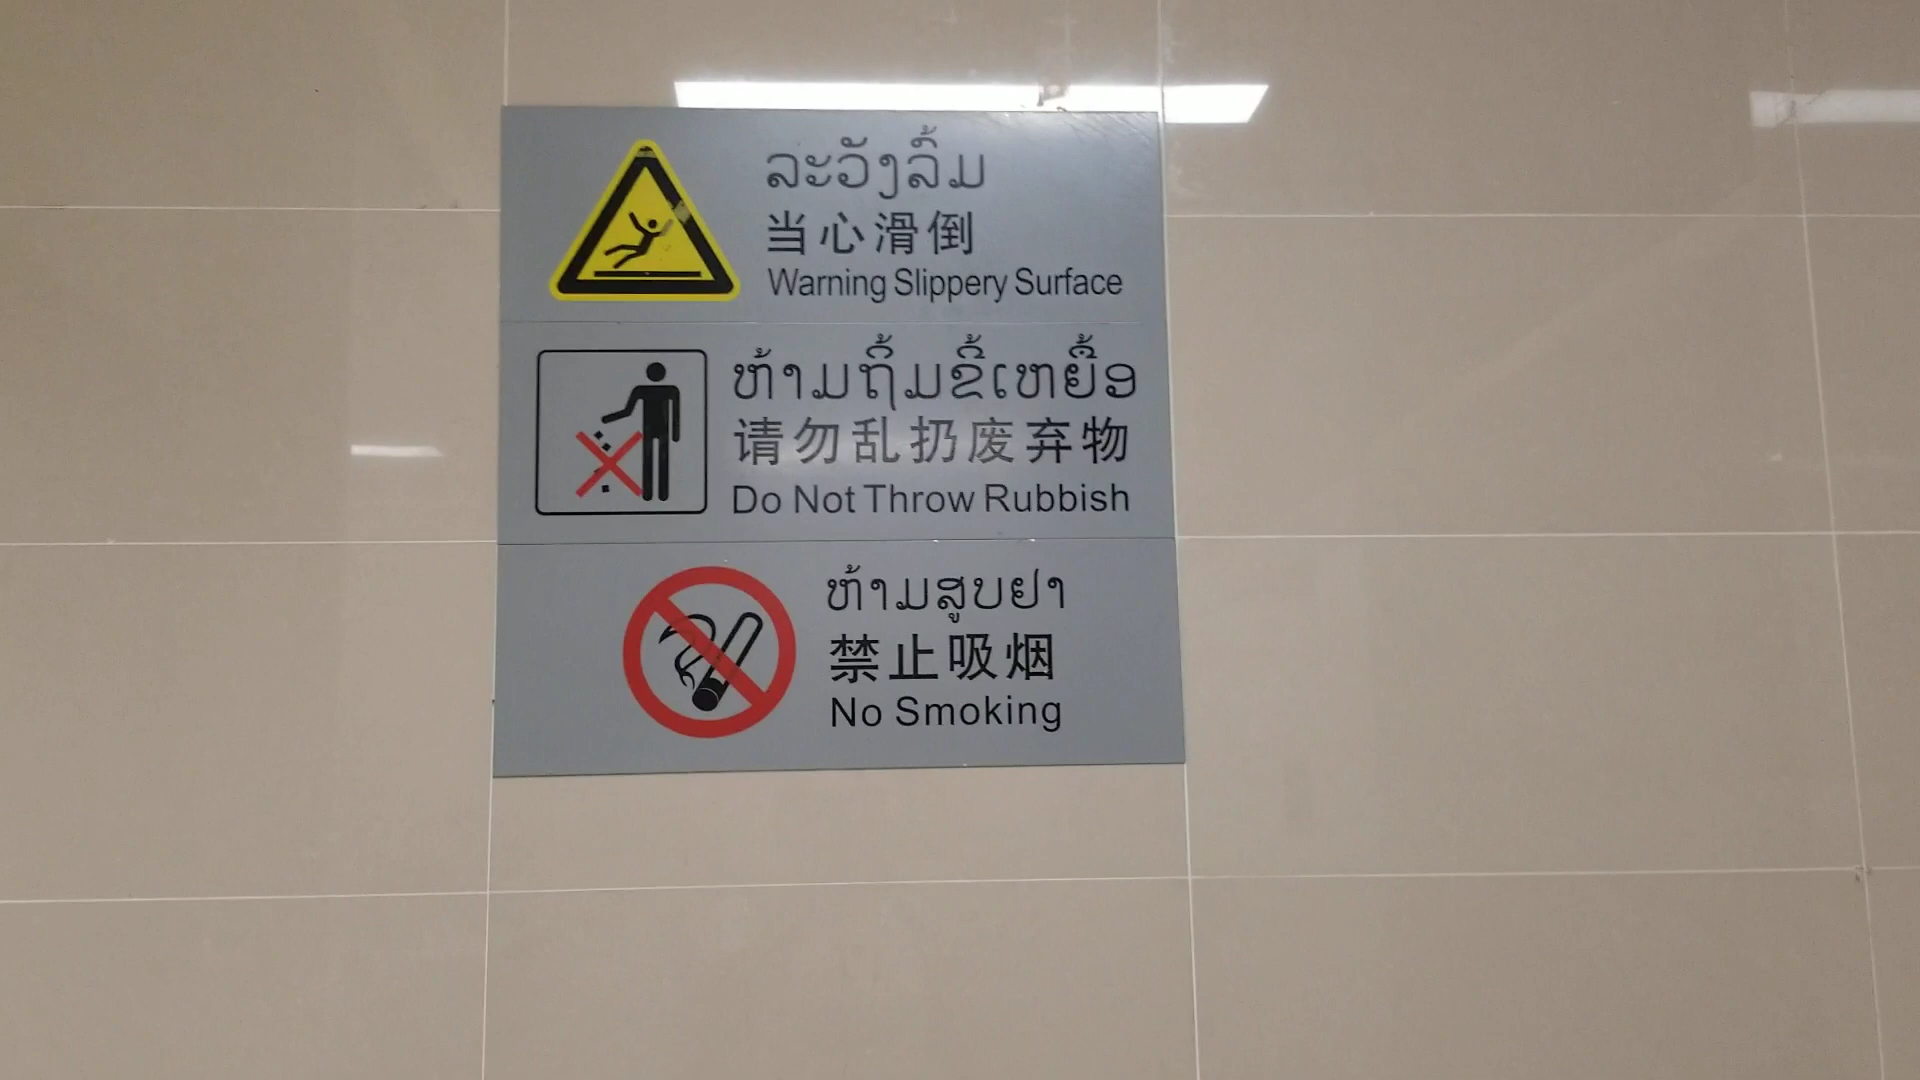 ລະວັງລົ້ມ
当心滑倒
Warning Slippery Surface
ຫ້າມຖິ້ມຂີ້ເຫຍື້ອ
请勿乱扔废弃物
Do Not Throw Rubbish
ຫ້າມສູບຢາ
禁止吸烟
No Smoking